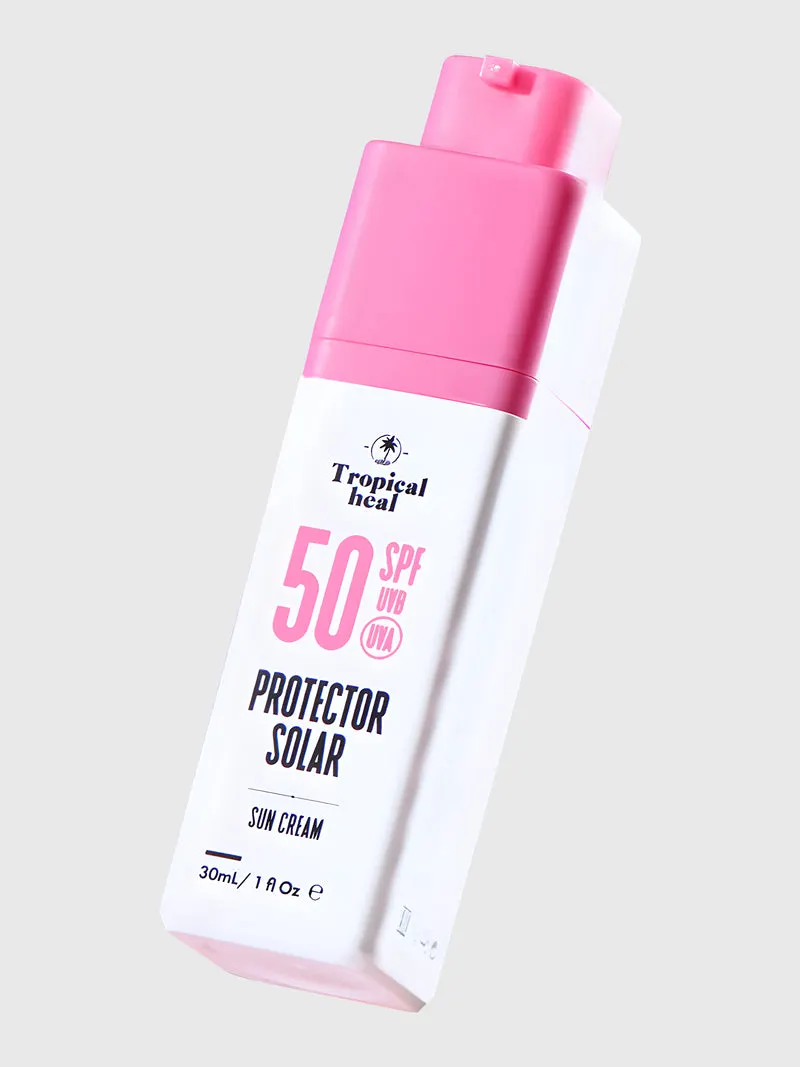 Tropical
heal
50 SPF
UVB
UVA
PROTECTOR
SOLAR
SUN CREAM
30mL/ 1 fl Oz ℮